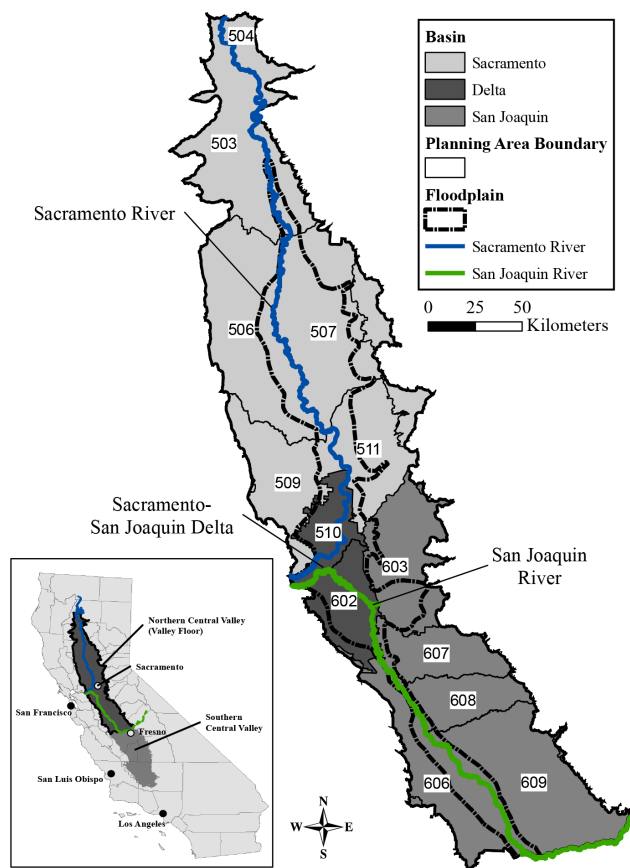 504
503
Sacramento River
506
507
511
509
Sacramento-
San Joaquin Delta
510
San Joaquin
River
603
602
607
608
606
609
Basin
Sacramento
Delta
San Joaquin
Planning Area Boundary
Floodplain
Sacramento River
San Joaquin River
0 25 50
Kilometers
Northern Central Valley
(Valley Floor)
Sacramento
San Francisco
Southern
Central Valley
Fresno
San Luis Obispo
Los Angeles
N
W E
S